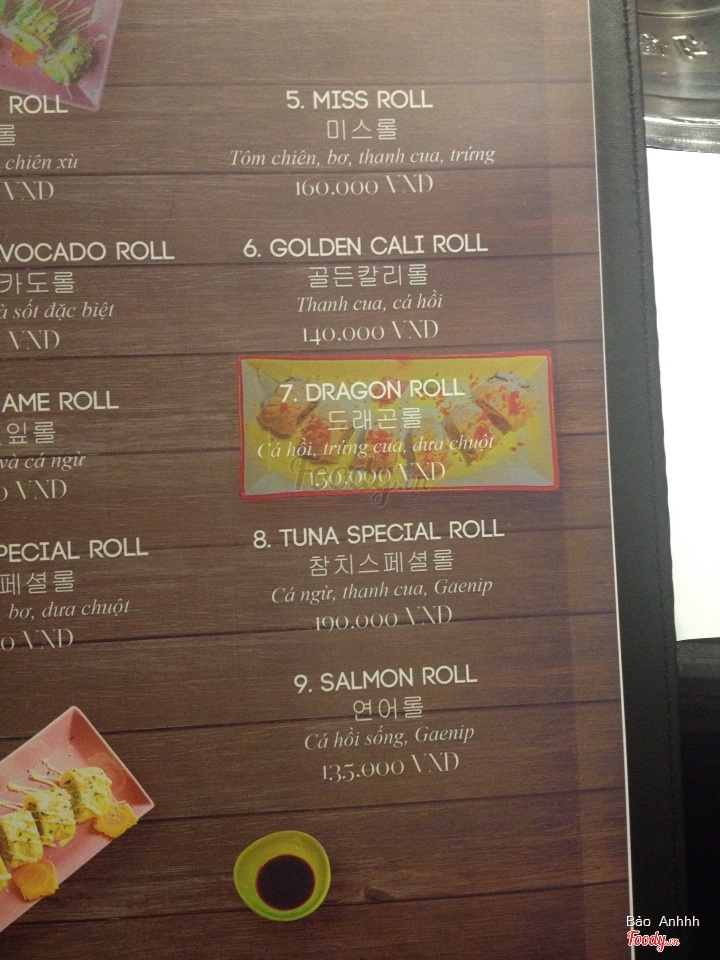 ROLL
롤
chiên xù
VND
VOCADO ROLL
카도롤
à sốt đặc biệt
VND
AME ROLL
잎롤
và cá ngừ
0 VND
PECIAL ROLL
페셜롤
bơ, dưa chuột
0 VND
5. MISS ROLL
미스롤
Tôm chiên, bơ, thanh cua, trứng
160.000 VND
6. GOLDEN CALI ROLL
골든칼리롤
Thanh cua, cá hồi
140.000 VND
7. DRAGON ROLL
드래곤롤
Cá hồi, trứng cua, dưa chuột
150.000 VND
Foody.vn
8. TUNA SPECIAL ROLL
참치스페셜롤
Cá ngừ, thanh cua, Gaenip
190.000 VND
9. SALMON ROLL
연어롤
Cá hồi sống, Gaenip
135.000 VND
Bảo Anhhh
Foody.vn